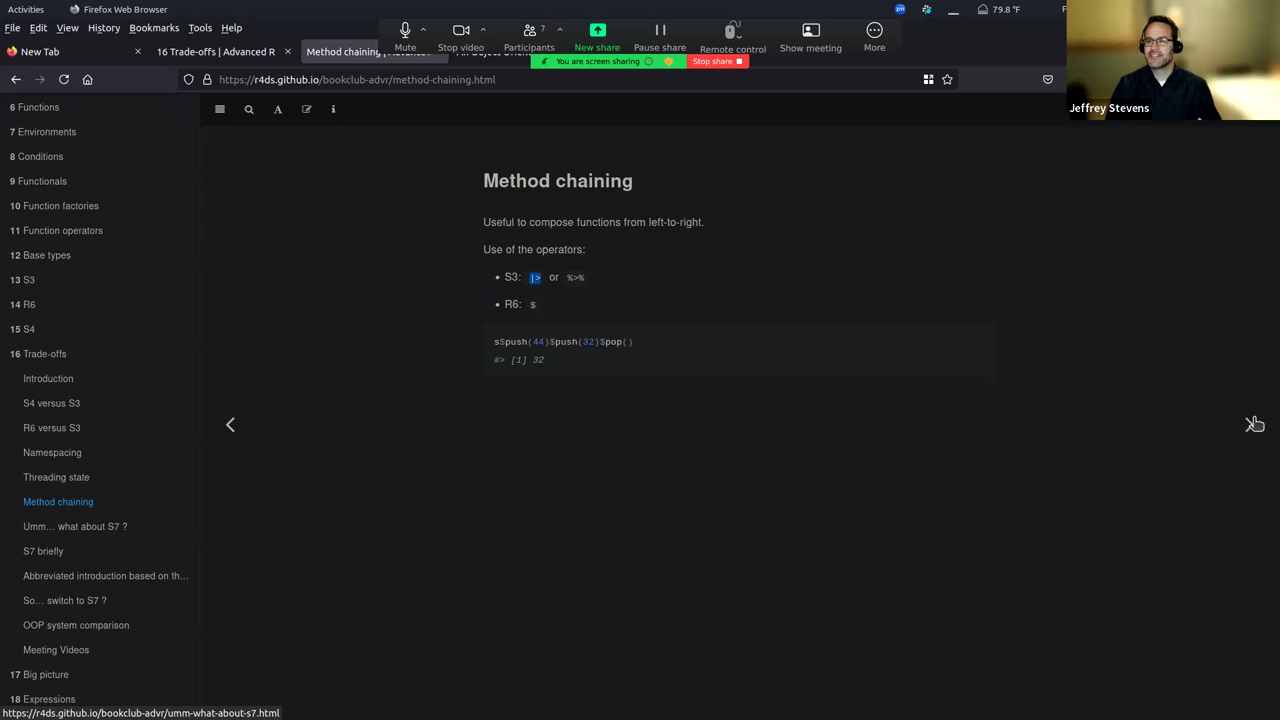 Activities
Firefox Web Browser
zm
79.8 °F
File Edit View History Bookmarks Tools Help
Mute
Stop video
7
Participants
New share
Pause share
Remote control
Show meeting
More
New Tab
16 Trade-offs | Advanced R
Method chaining | Advanced
You are screen sharing
Stop share
https://r4ds.github.io/bookclub-advr/method-chaining.html
Jeffrey Stevens
6 Functions
7 Environments
8 Conditions
9 Functionals
10 Function factories
11 Function operators
12 Base types
13 S3
14 R6
15 S4
16 Trade-offs
Introduction
S4 versus S3
R6 versus S3
Namespacing
Threading state
Method chaining
Umm… what about S7 ?
S7 briefly
Abbreviated introduction based on th…
So… switch to S7 ?
OOP system comparison
Meeting Videos
17 Big picture
18 Expressions
A
i
Method chaining
Useful to compose functions from left-to-right.
Use of the operators:
• S3: |> or %>%
• R6: $
s$push(44)$push(32)$pop()
#> [1] 32
https://r4ds.github.io/bookclub-advr/umm-what-about-s7.html